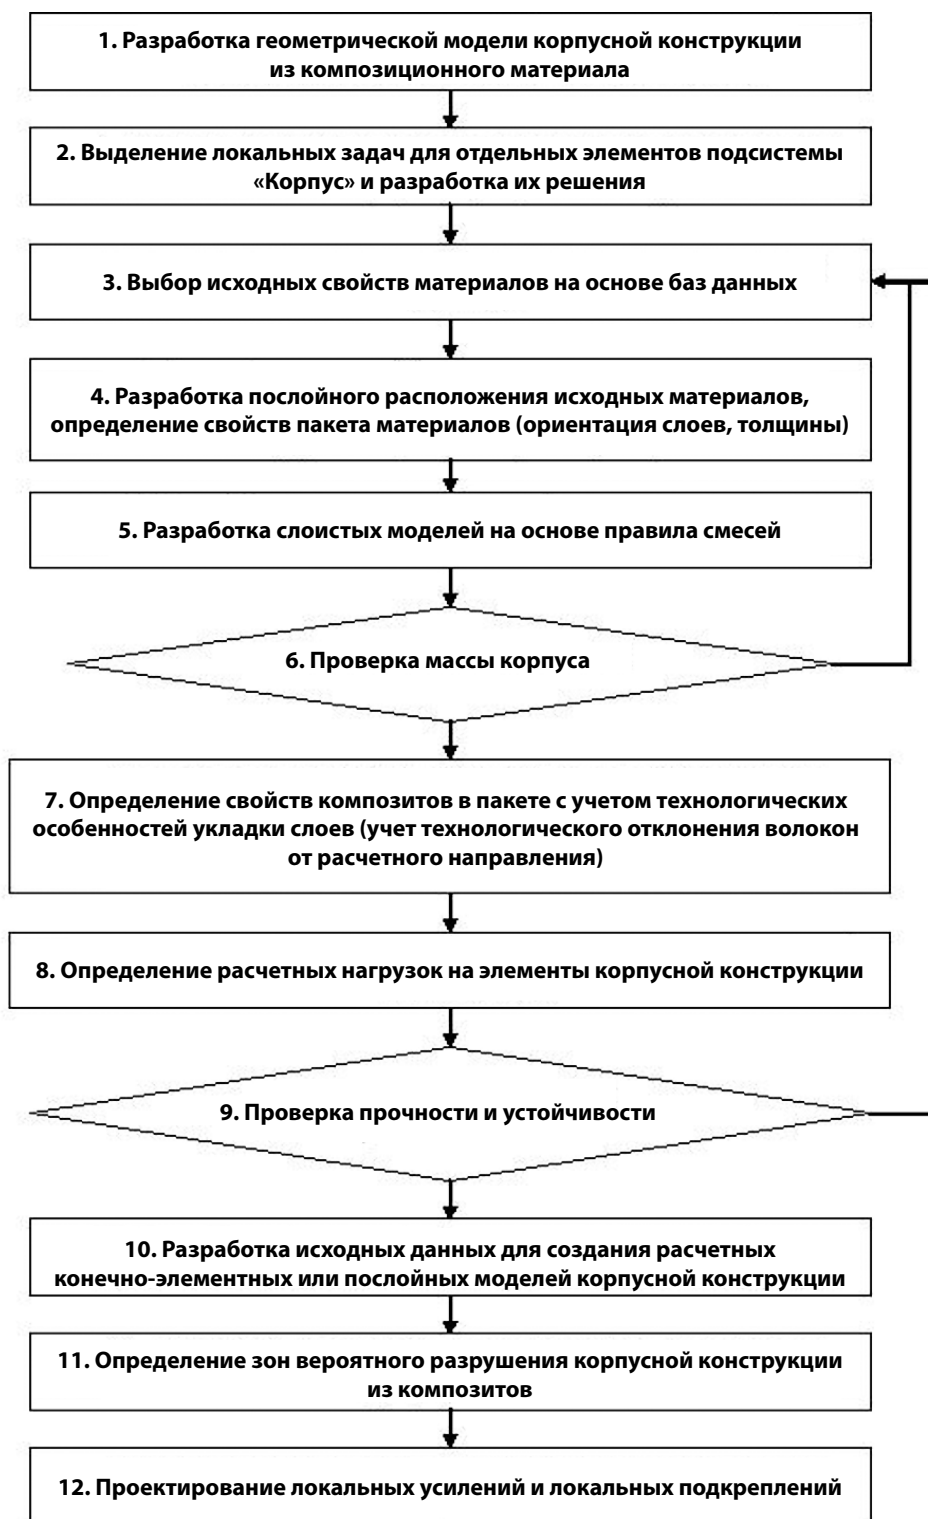 1. Разработка геометрической модели корпусной конструкции
из композиционного материала
2. Выделение локальных задач для отдельных элементов подсистемы
«Корпус» и разработка их решения
3. Выбор исходных свойств материалов на основе баз данных
4. Разработка послойного расположения исходных материалов,
определение свойств пакета материалов (ориентация слоев, толщины)
5. Разработка слоистых моделей на основе правила смесей
6. Проверка массы корпуса
7. Определение свойств композитов в пакете с учетом технологических
особенностей укладки слоев (учет технологического отклонения волокон
от расчетного направления)
8. Определение расчетных нагрузок на элементы корпусной конструкции
9. Проверка прочности и устойчивости
10. Разработка исходных данных для создания расчетных
конечно-элементных или послойных моделей корпусной конструкции
11. Определение зон вероятного разрушения корпусной конструкции
из композитов
12. Проектирование локальных усилений и локальных подкреплений